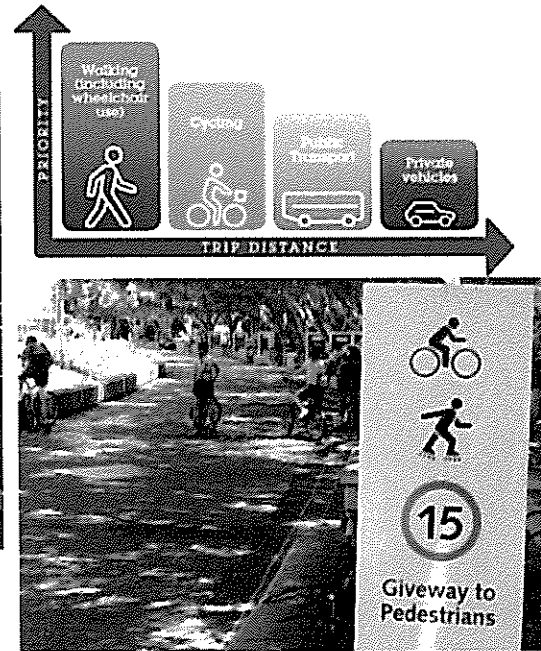 Walking
(including
wheelchair
use)
Cycling
Public
Transport
Private
vehicles
PRIORITY
TRIP DISTANCE
15
Giveway to
Pedestrians